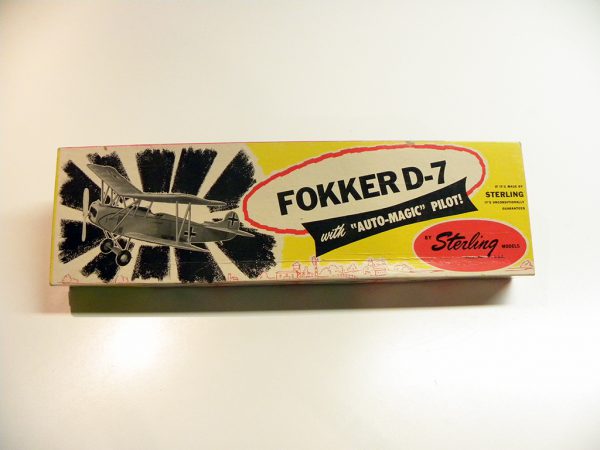 FOKKER D-7
with "AUTO-MAGIC" PILOT!
IF IT'S MADE BY
STERLING
IT'S UNCONDITIONALLY
GUARANTEED
BY Sterling MODELS